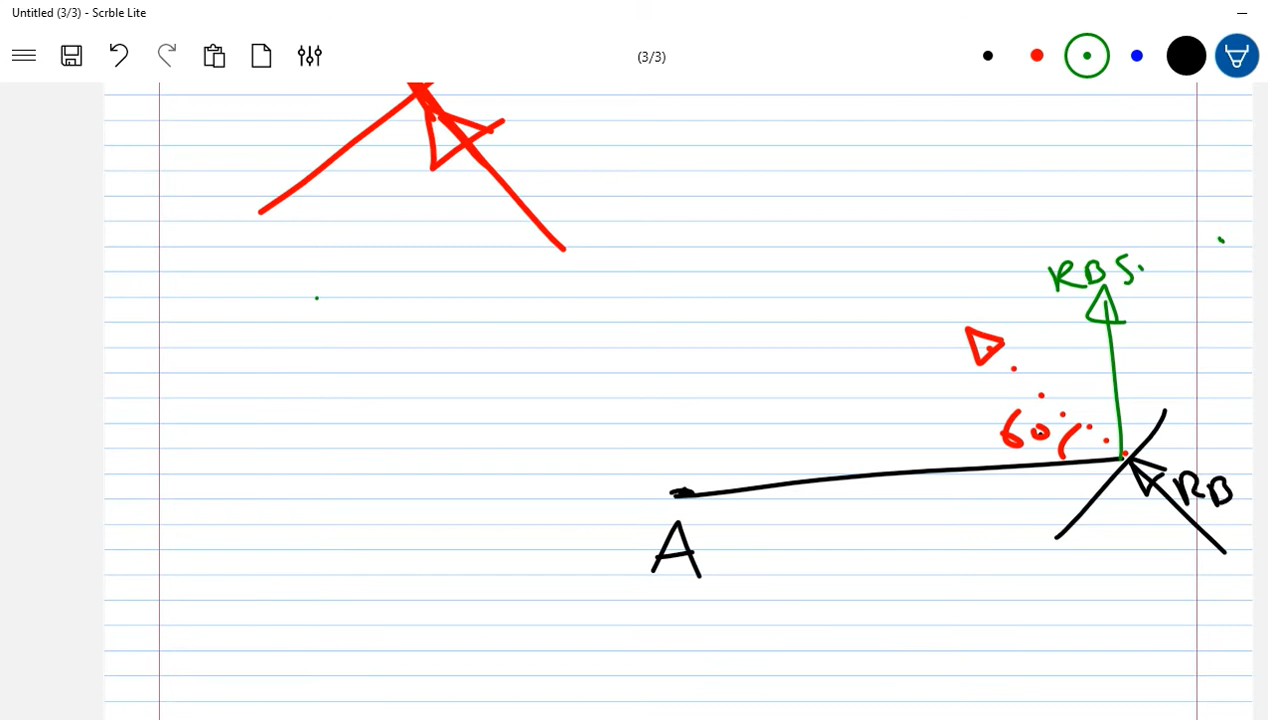 Untitled (3/3) - Scrble Lite
(3/3)
RBS.
60
RB
A